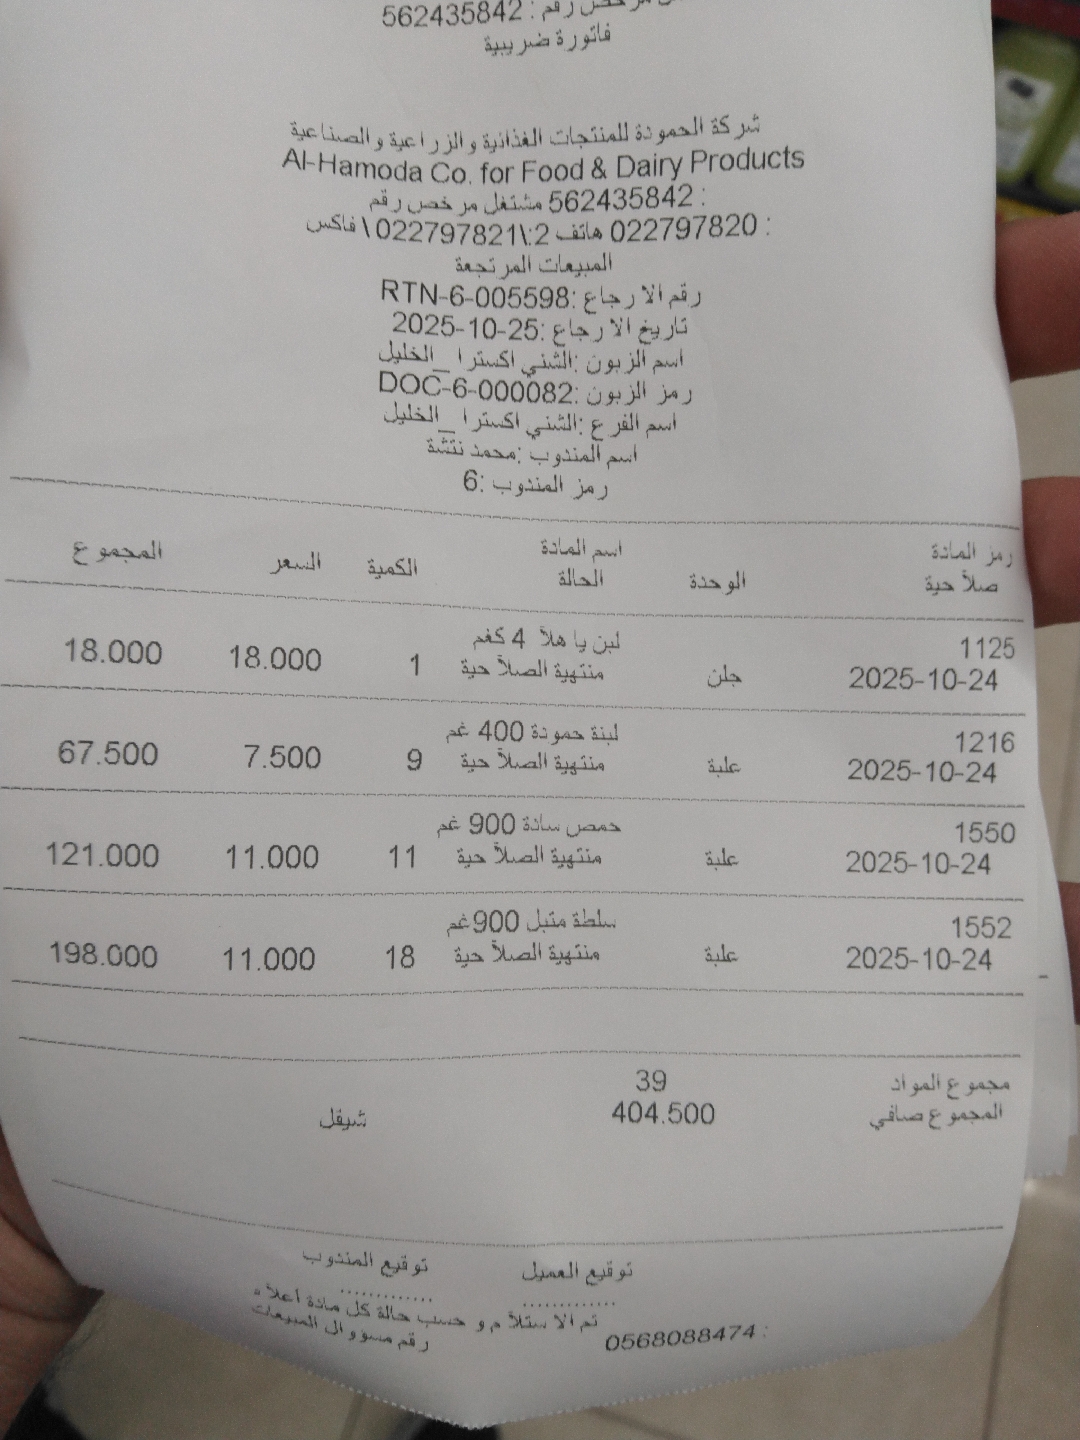 مرخص رقم : 562435842
فاتورة ضريبية
شركة الحمودة للمنتجات الغذائية والزراعية والصناعية
Al-Hamoda Co. for Food & Dairy Products
: 562435842 مشتغل مرخص رقم
: 022797820 هاتف 2:\022797821\ فاكس
المبيعات المرتجعة
رقم الارجاع :RTN-6-005598
تاريخ الارجاع :2025-10-25
اسم الزبون :الشني اكسترا _الخليل
رمز الزبون :DOC-6-000082
اسم الفرع :الشني اكسترا _الخليل
اسم المندوب :محمد نتشة
رمز المندوب :6
رمز المادة اسم المادة
صلاحية الوحدة الحالة الكمية السعر المجموع
1125 لبن يا هلا 4 كغم
2025-10-24 جلن منتهية الصلاحية 1 18.000 18.000
1216 لبنة حمودة 400 غم
2025-10-24 علبة منتهية الصلاحية 9 7.500 67.500
1550 حمص سادة 900 غم
2025-10-24 علبة منتهية الصلاحية 11 11.000 121.000
1552 سلطة متبل 900غم
2025-10-24 علبة منتهية الصلاحية 18 11.000 198.000
مجموع المواد 39
المجموع صافي 404.500 شيقل
توقيع العميل توقيع المندوب
............. .............
تم الاستلام و حسب حالة كل مادة اعلاه
: 0568088474 رقم مسؤوال المبيعات